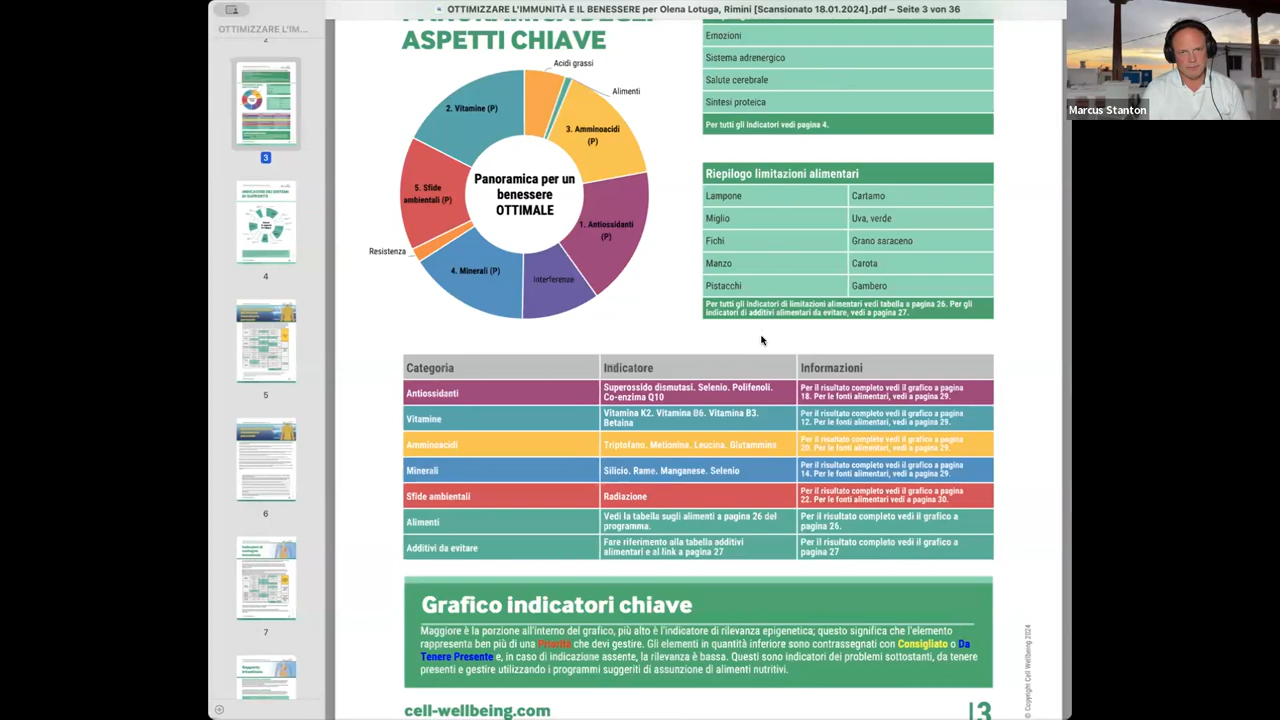 OTTIMIZZARE L'IMMUNITÀ E IL BENESSERE per Olena Lotuga, Rimini [Scansionato 18.01.2024].pdf – Seite 3 von 36
OTTIMIZZARE L'IM...
2
3
4
5
6
7
PANORAMICA DEGLI
ASPETTI CHIAVE
Acidi grassi
Alimenti
2. Vitamine (P)
3. Amminoacidi
(P)
5. Sfide
ambientali (P)
Panoramica per un
benessere
OTTIMALE
1. Antiossidanti
(P)
Resistenza
4. Minerali (P)
Interferenze
Emozioni
Sistema adrenergico
Salute cerebrale
Sintesi proteica
Per tutti gli indicatori vedi pagina 4.
Riepilogo limitazioni alimentari
Lampone Cartamo
Miglio Uva, verde
Fichi Grano saraceno
Manzo Carota
Pistacchi Gambero
Per tutti gli indicatori di limitazioni alimentari vedi tabella a pagina 26. Per gli
indicatori di additivi alimentari da evitare, vedi a pagina 27.
Categoria Indicatore Informazioni
Antiossidanti
Superossido dismutasi. Selenio. Polifenoli.
Co-enzima Q10
Per il risultato completo vedi il grafico a pagina
18. Per le fonti alimentari, vedi a pagina 29.
Vitamine
Vitamina K2. Vitamina B6. Vitamina B3.
Betaina
Per il risultato completo vedi il grafico a pagina
12. Per le fonti alimentari, vedi a pagina 29.
Amminoacidi
Triptofano. Metionina. Leucina. Glutammina
Per il risultato completo vedi il grafico a pagina
20. Per le fonti alimentari, vedi a pagina 29.
Minerali
Silicio. Rame. Manganese. Selenio
Per il risultato completo vedi il grafico a pagina
14. Per le fonti alimentari, vedi a pagina 29.
Sfide ambientali
Radiazione
Per il risultato completo vedi il grafico a pagina
22. Per le fonti alimentari vedi a pagina 30.
Alimenti
Vedi la tabella sugli alimenti a pagina 26 del
programma.
Per il risultato completo vedi il grafico a
pagina 26.
Additivi da evitare
Fare riferimento alla tabella additivi
alimentari e al link a pagina 27
Per il risultato completo vedi il grafico a
pagina 27
Grafico indicatori chiave
Maggiore è la porzione all'interno del grafico, più alto è l'indicatore di rilevanza epigenetica; questo significa che l'elemento
rappresenta ben più di una Priorità che devi gestire. Gli elementi in quantità inferiore sono contrassegnati con Consigliato o Da
Tenere Presente e, in caso di indicazione assente, la rilevanza è bassa. Questi sono indicatori dei problemi sottostanti, da tenere
presenti e gestire utilizzando i programmi suggeriti di assunzione di alimenti nutritivi.
cell-wellbeing.com
|3
© Copyright Cell Wellbeing 2024
Marcus Stanton